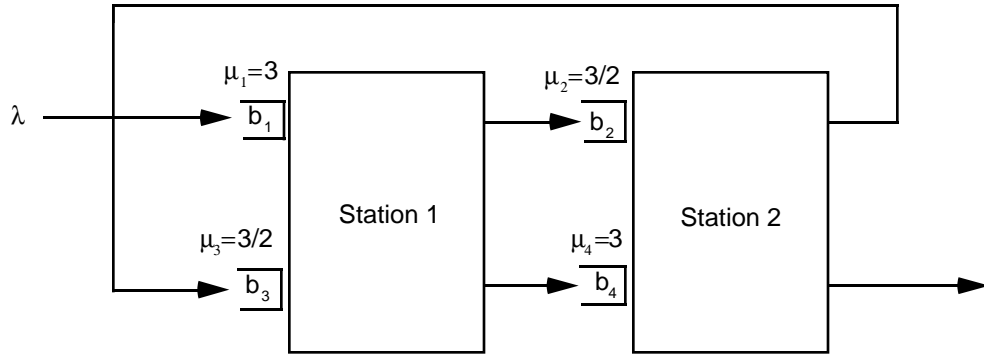 μ₁=3
μ₂=3/2
λ
b₁
b₂
Station 1
Station 2
μ₃=3/2
μ₄=3
b₃
b₄